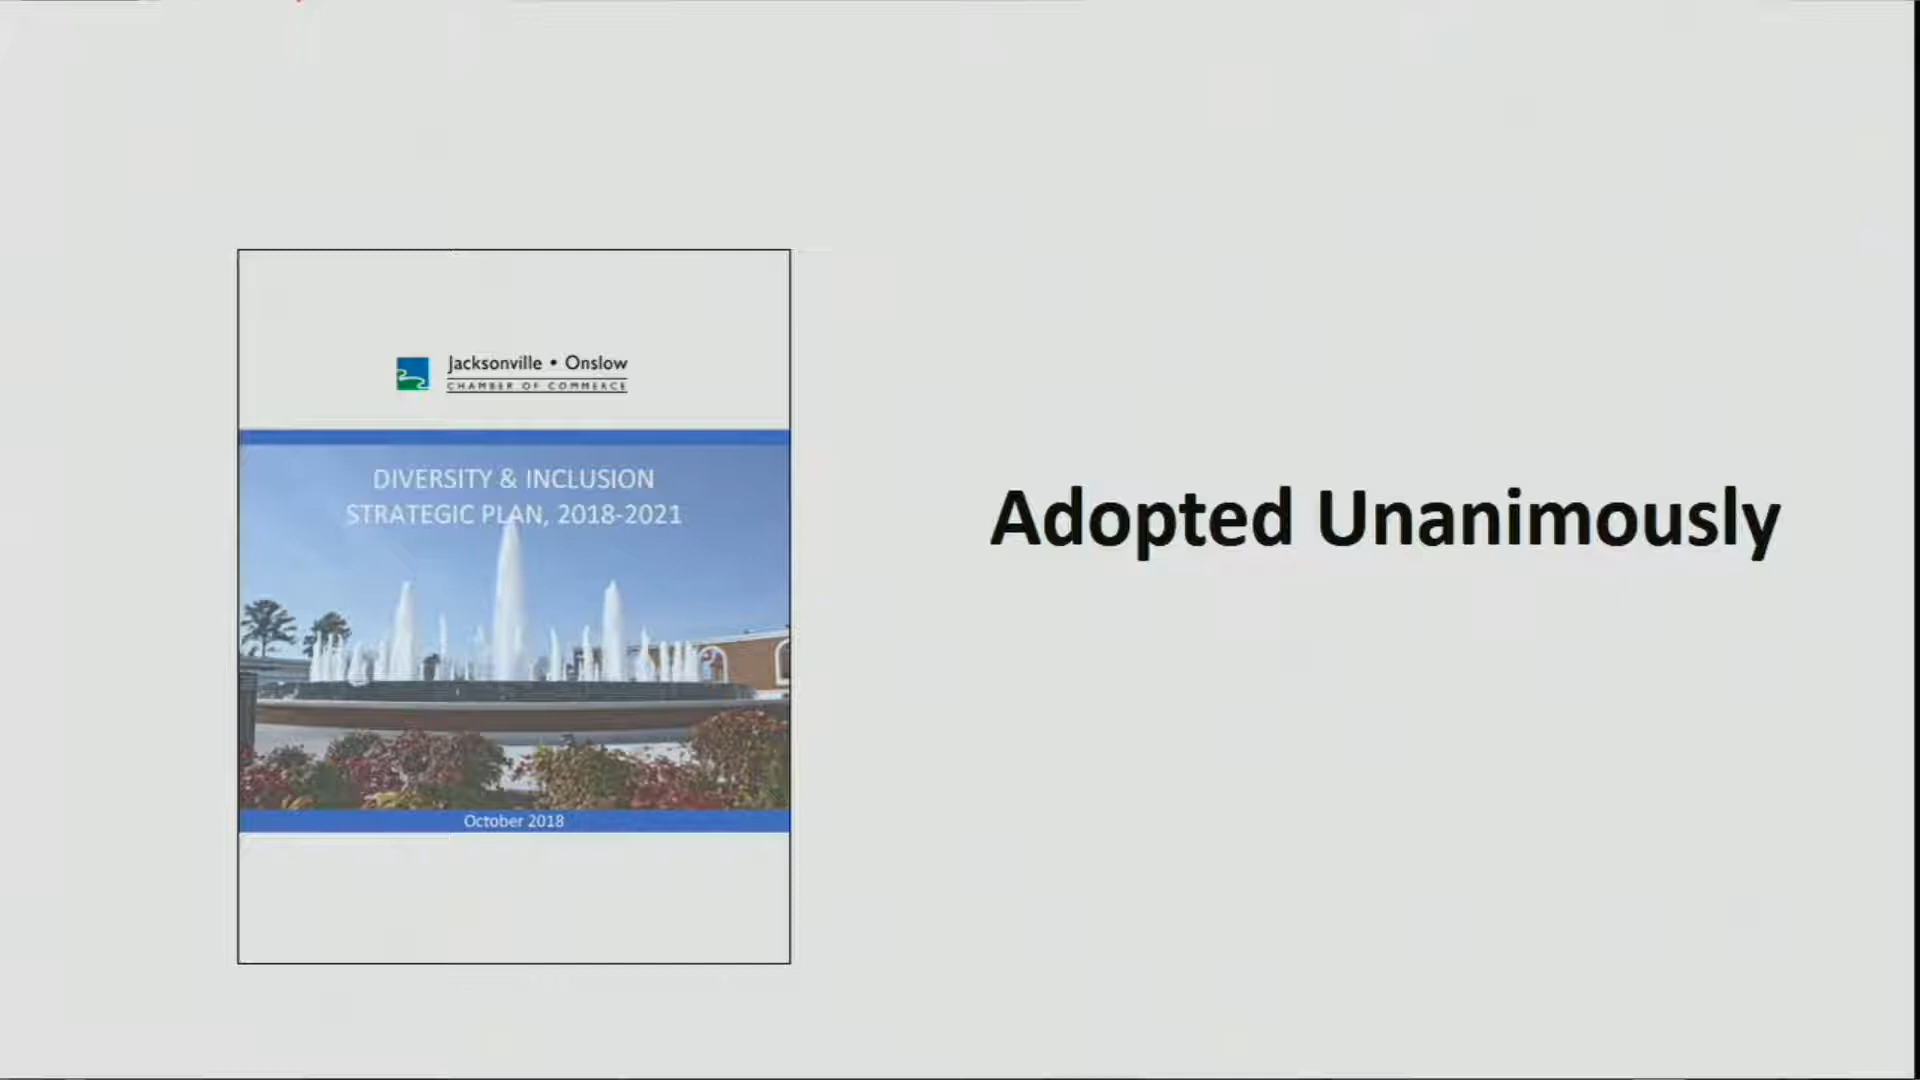 Jacksonville • Onslow
CHAMBER OF COMMERCE
DIVERSITY & INCLUSION
STRATEGIC PLAN, 2018-2021
October 2018
Adopted Unanimously